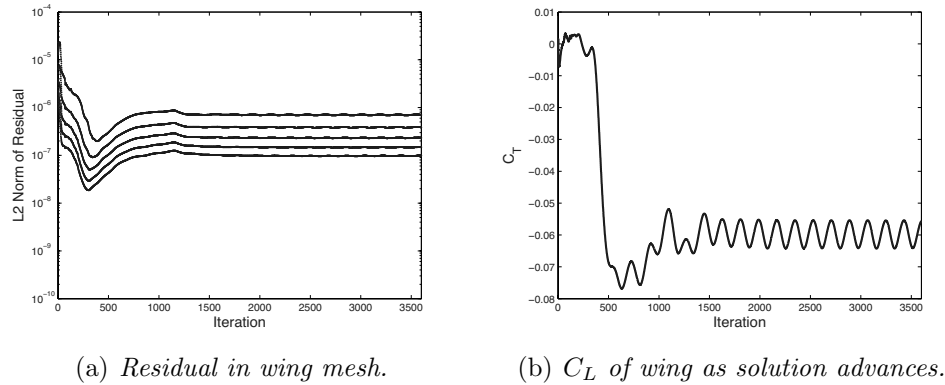 10⁻⁴
10⁻⁵
10⁻⁶
10⁻⁷
10⁻⁸
10⁻⁹
10⁻¹⁰
L2 Norm of Residual
0 500 1000 1500 2000 2500 3000 3500
Iteration
0.01
0
−0.01
−0.02
−0.03
−0.04
−0.05
−0.06
−0.07
−0.08
C_T
0 500 1000 1500 2000 2500 3000 3500
Iteration
(a) Residual in wing mesh.
(b) C_L of wing as solution advances.